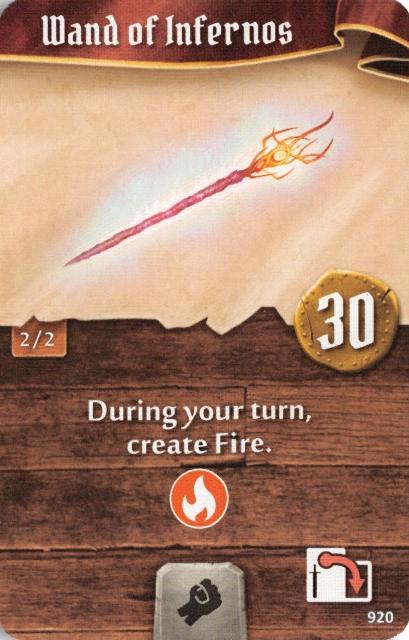 Wand of Infernos
30
2/2
During your turn,
create Fire.
920